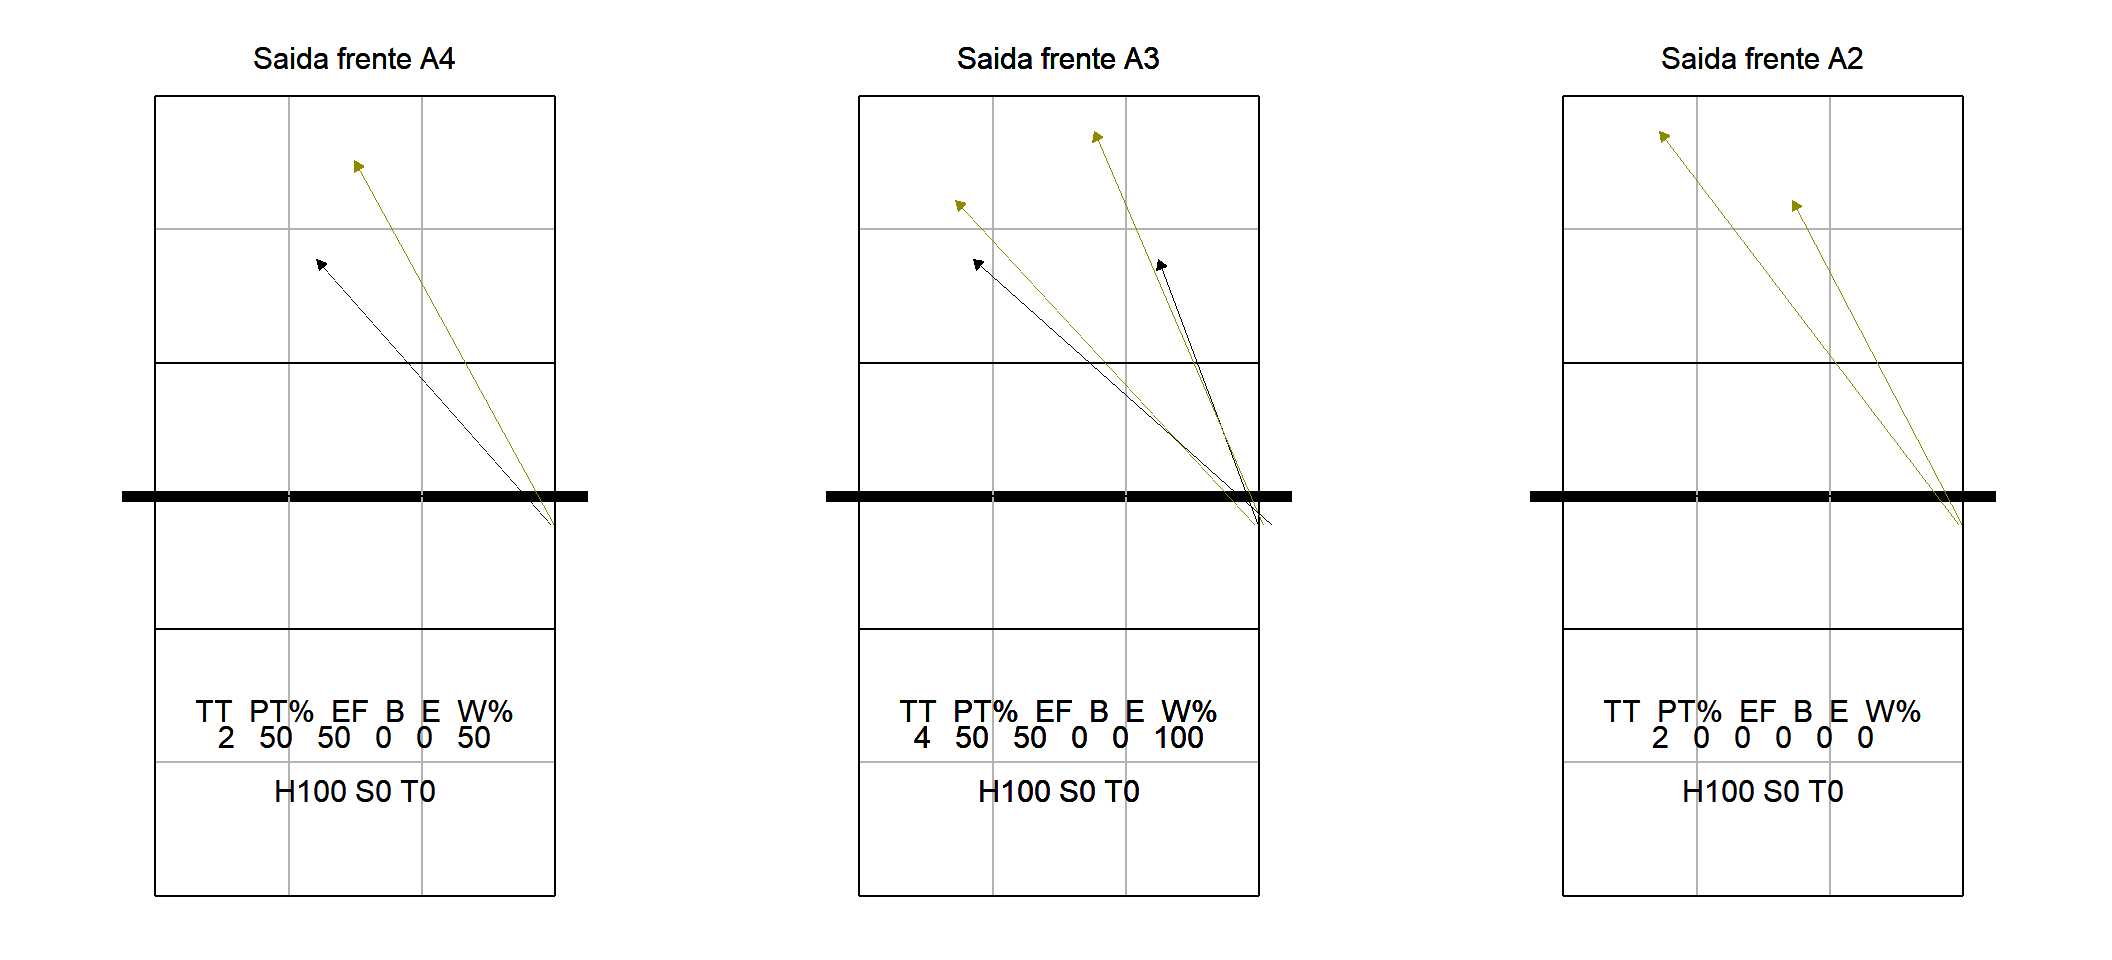 Saida frente A4
TT PT% EF B E W%
2 50 50 0 0 50
H100 S0 T0
Saida frente A3
TT PT% EF B E W%
4 50 50 0 0 100
H100 S0 T0
Saida frente A2
TT PT% EF B E W%
2 0 0 0 0 0
H100 S0 T0